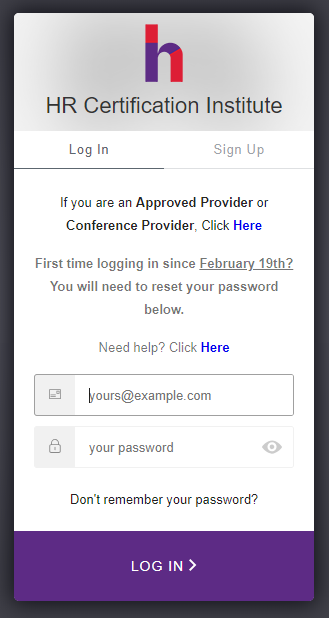 h
HR Certification Institute
Log In
Sign Up
If you are an Approved Provider or
Conference Provider, Click Here
First time logging in since February 19th?
You will need to reset your password
below.
Need help? Click Here
yours@example.com
your password
Don't remember your password?
LOG IN >